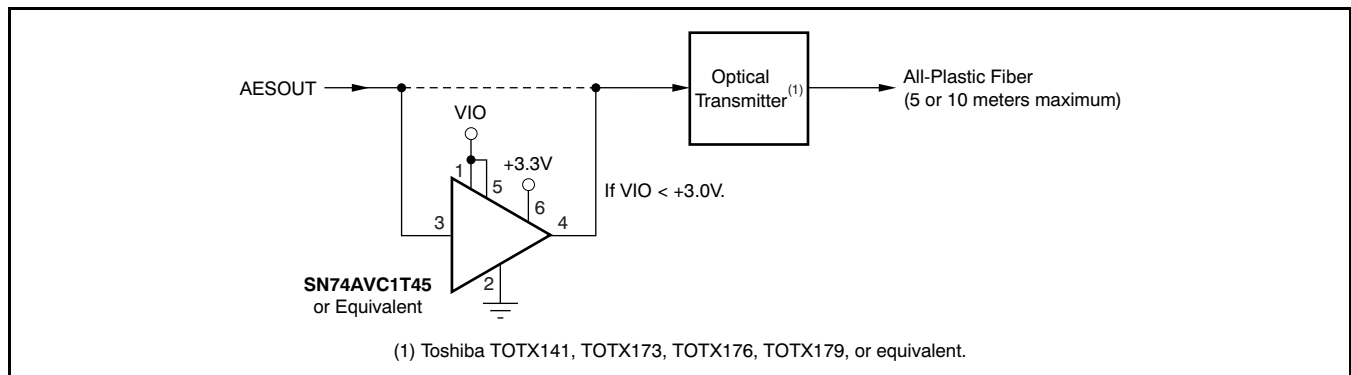 AESOUT
Optical
Transmitter(1)
All-Plastic Fiber
(5 or 10 meters maximum)
VIO
1
5
+3.3V
6
If VIO < +3.0V.
3
4
2
SN74AVC1T45
or Equivalent
(1) Toshiba TOTX141, TOTX173, TOTX176, TOTX179, or equivalent.